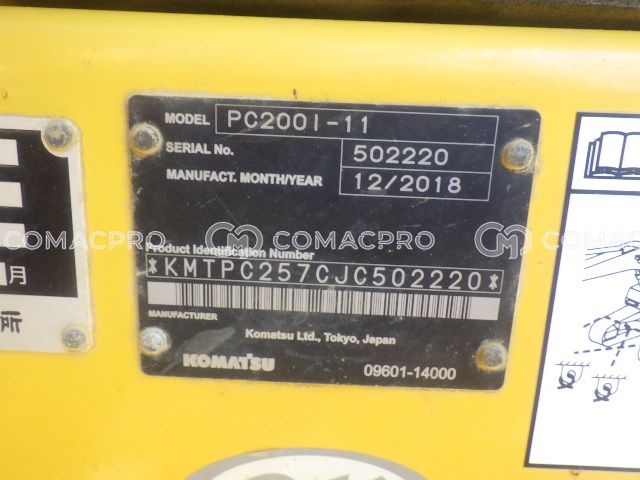 MODEL PC200I-11
SERIAL No. 502220
MANUFACT. MONTH/YEAR 12/2018
COMACPRO COMACPRO COMACPRO
Product Identification Number
*KMTPC257CJC502220*
MANUFACTURER
Komatsu Ltd., Tokyo, Japan
KOMATSU 09601-14000
月
所